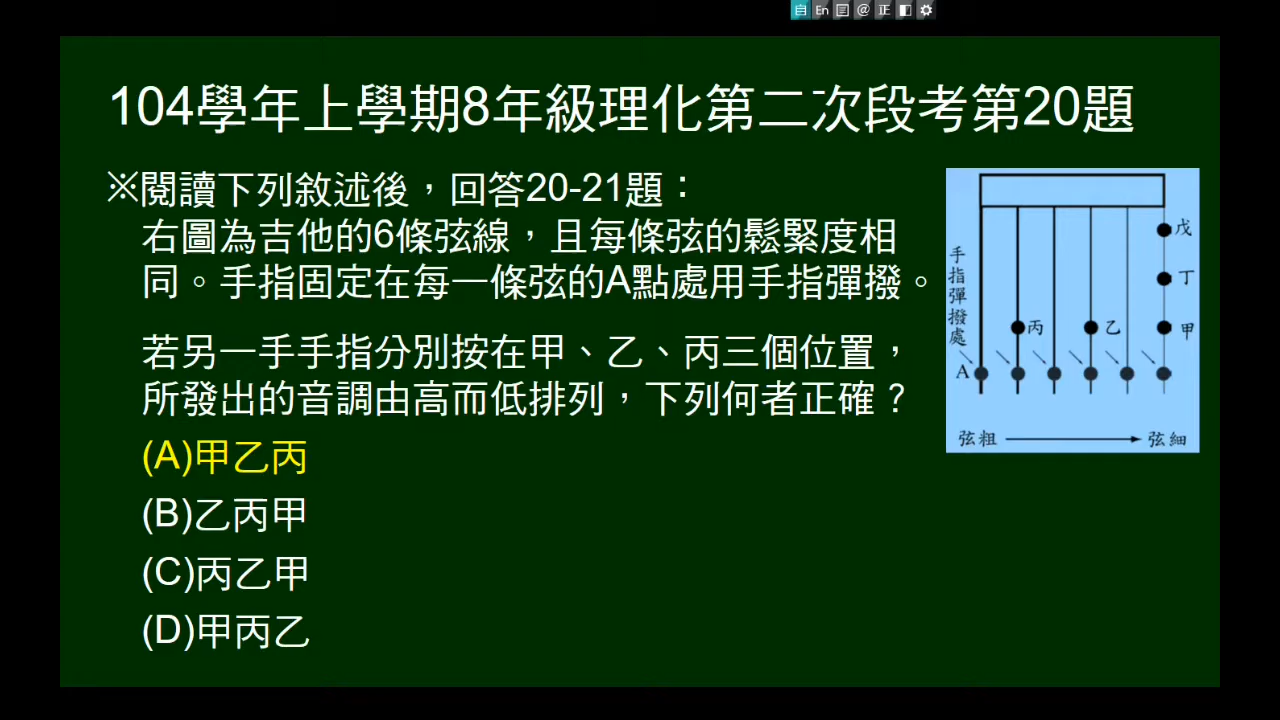 自 En @ 正
104學年上學期8年級理化第二次段考第20題
※閱讀下列敘述後，回答20-21題：
右圖為吉他的6條弦線，且每條弦的鬆緊度相
同。手指固定在每一條弦的A點處用手指彈撥。
若另一手手指分別按在甲、乙、丙三個位置，
所發出的音調由高而低排列，下列何者正確？
(A)甲乙丙
(B)乙丙甲
(C)丙乙甲
(D)甲丙乙
戊
丁
手指彈撥處
丙
乙
甲
A
弦粗
弦細